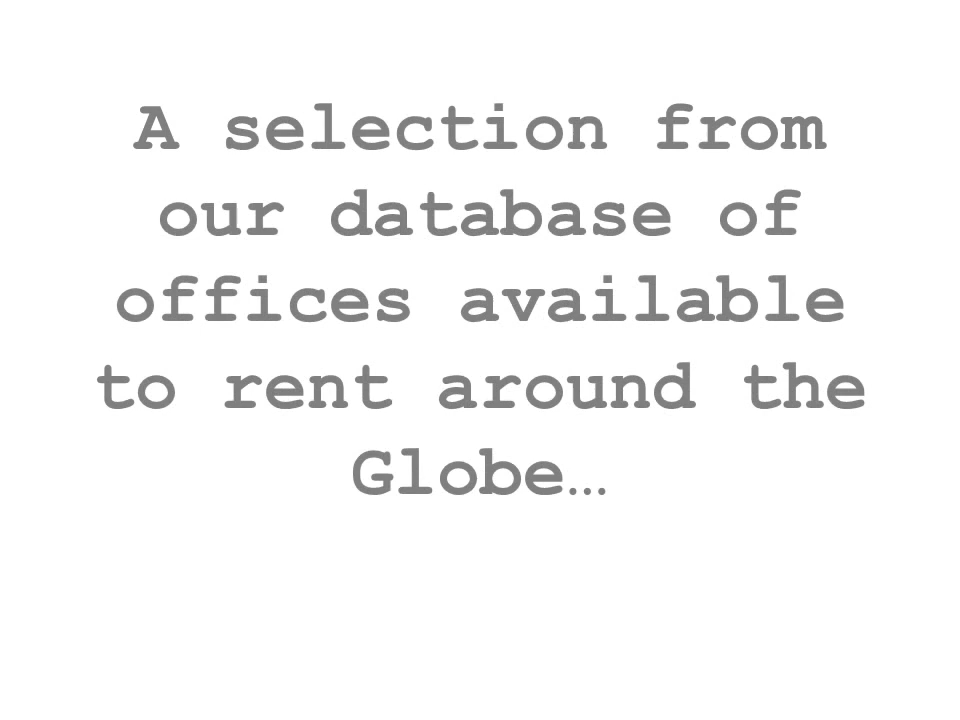 A selection from
our database of
offices available
to rent around the
Globe…